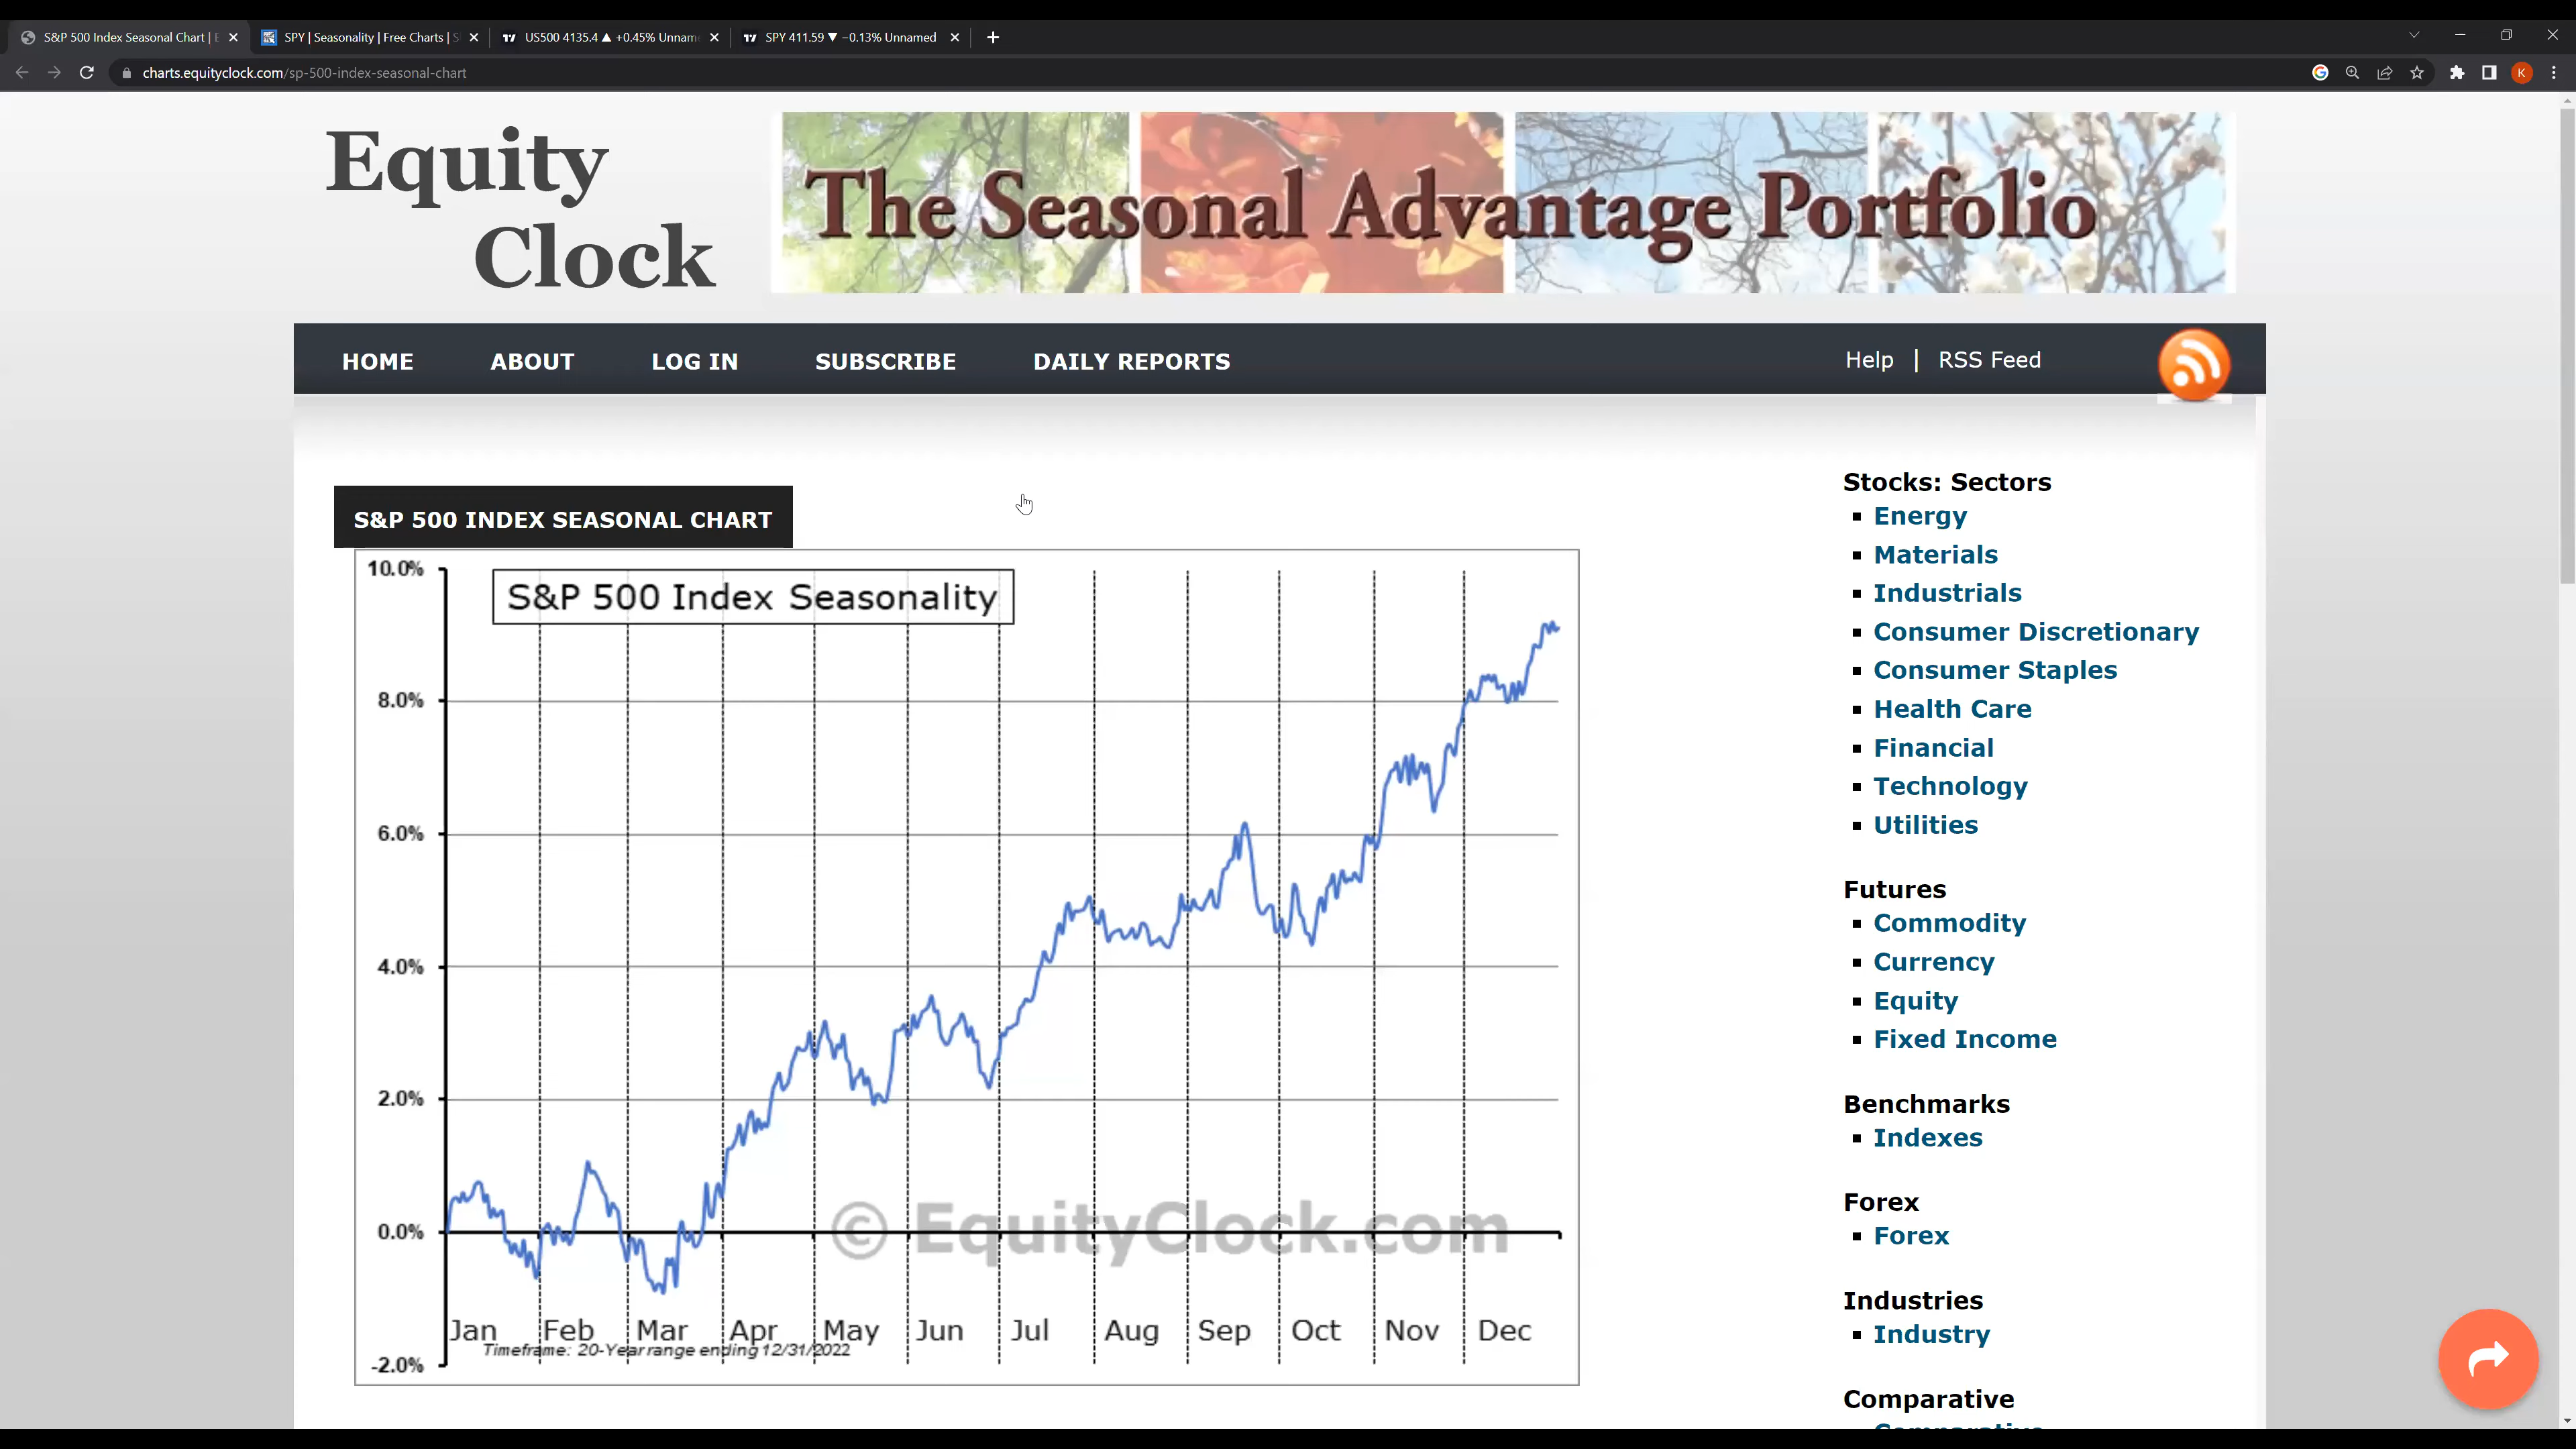 S&P 500 Index Seasonal Chart |
SPY | Seasonality | Free Charts |
US500 4135.4 ▲ +0.45% Unnam
SPY 411.59 ▼ −0.13% Unnamed
charts.equityclock.com/sp-500-index-seasonal-chart
K
Equity
Clock
The Seasonal Advantage Portfolio
HOME ABOUT LOG IN SUBSCRIBE DAILY REPORTS Help | RSS Feed
S&P 500 INDEX SEASONAL CHART
S&P 500 Index Seasonality
10.0%
8.0%
6.0%
4.0%
2.0%
0.0%
-2.0%
© EquityClock.com
Jan Feb Mar Apr May Jun Jul Aug Sep Oct Nov Dec
Timeframe: 20-Year range ending 12/31/2022
Stocks: Sectors
Energy
Materials
Industrials
Consumer Discretionary
Consumer Staples
Health Care
Financial
Technology
Utilities
Futures
Commodity
Currency
Equity
Fixed Income
Benchmarks
Indexes
Forex
Forex
Industries
Industry
Comparative